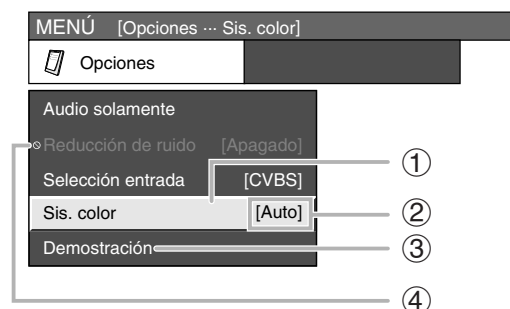 MENÚ [Opciones ··· Sis. color]
Opciones
Audio solamente
Reducción de ruido [Apagado]
Selección entrada [CVBS]
Sis. color [Auto]
Demostración
①
②
③
④